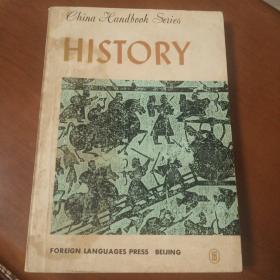 China Handbook Series
HISTORY
FOREIGN LANGUAGES PRESS BEIJING